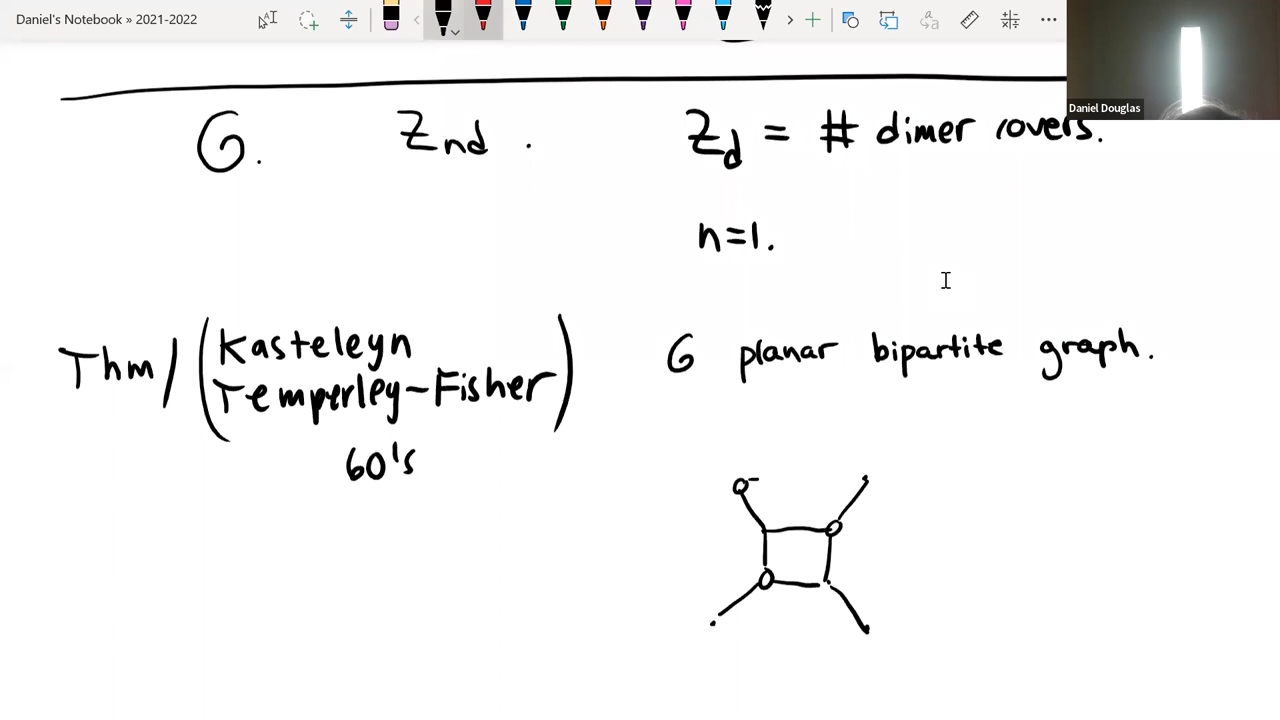 Daniel's Notebook » 2021-2022
Daniel Douglas
G. Znd . Zd = # dimer covers.
n=1.
Thm/ (Kasteleyn
Temperley-Fisher)
60's
G planar bipartite graph.